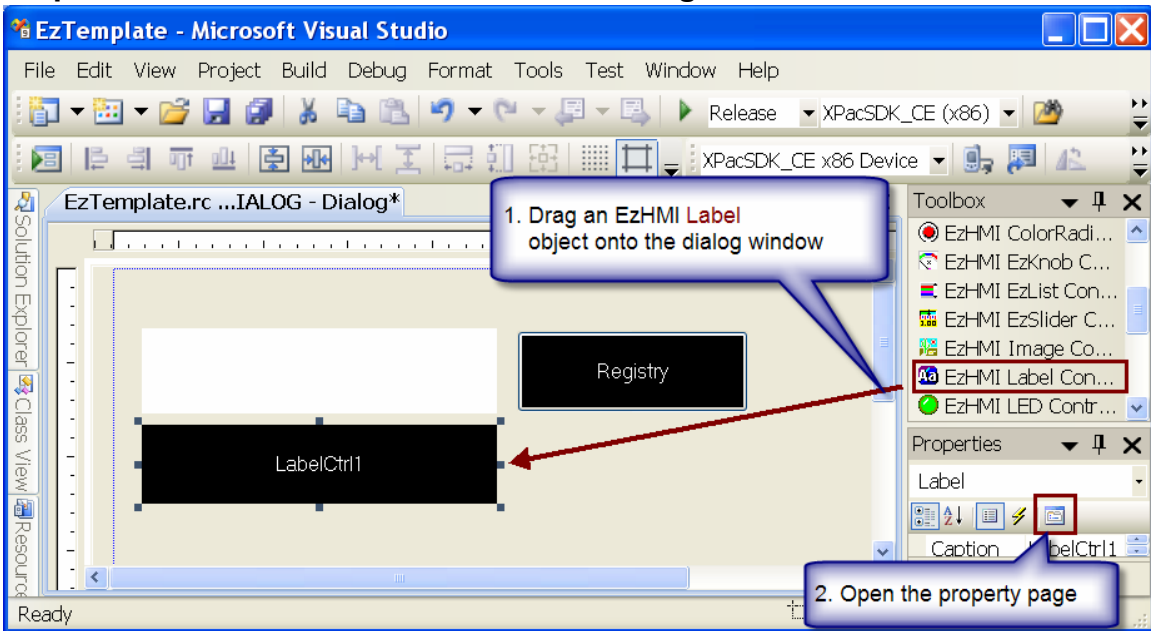 EzTemplate - Microsoft Visual Studio
File Edit View Project Build Debug Format Tools Test Window Help
Release XPacSDK_CE (x86)
XPacSDK_CE x86 Device
Solution Explorer
Class View
Resource
EzTemplate.rc ...IALOG - Dialog*
1. Drag an EzHMI Label
object onto the dialog window
Registry
LabelCtrl1
Toolbox
EzHMI ColorRadi...
EzHMI EzKnob C...
EzHMI EzList Con...
EzHMI EzSlider C...
EzHMI Image Co...
EzHMI Label Con...
EzHMI LED Contr...
Properties
Label
Caption belCtrl1
2. Open the property page
Ready